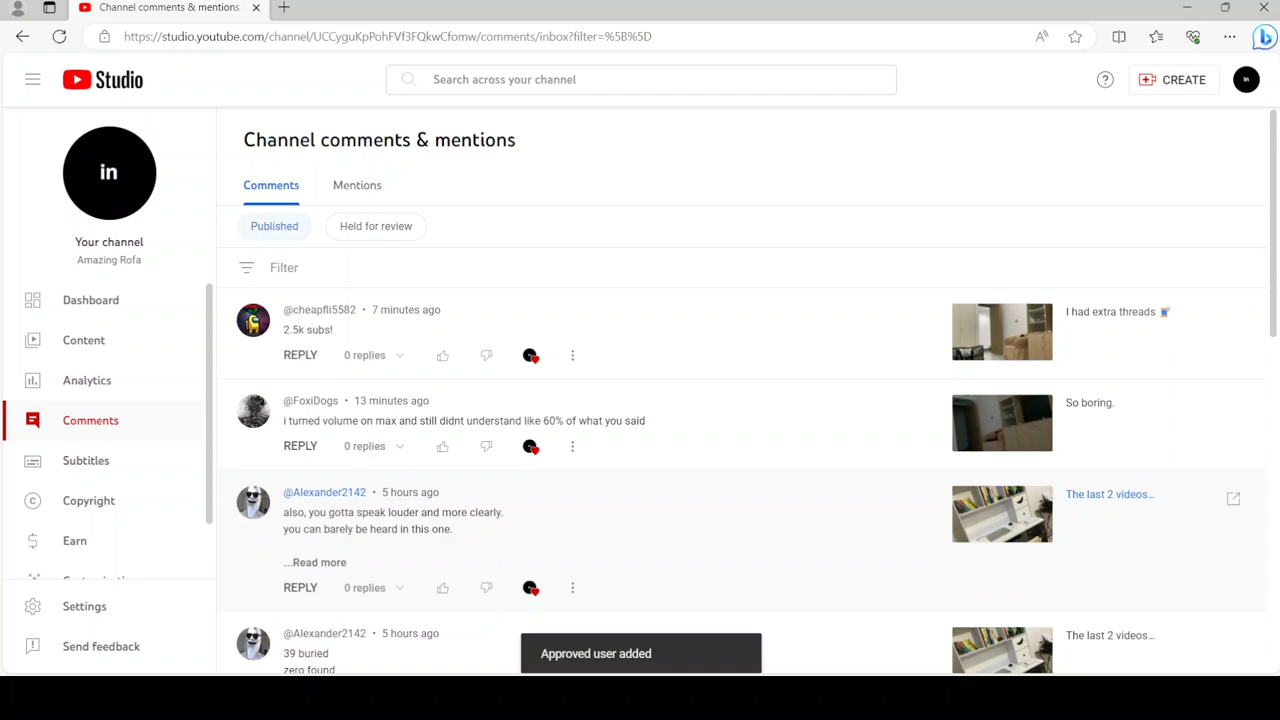 Channel comments & mentions
https://studio.youtube.com/channel/UCCyguKpPohFVf3FQkwCfomw/comments/inbox?filter=%5B%5D
Studio
Search across your channel
CREATE
in
in
Your channel
Amazing Rofa
Dashboard
Content
Analytics
Comments
Subtitles
Copyright
Earn
Settings
Send feedback
Channel comments & mentions
Comments Mentions
Published Held for review
Filter
@cheapfli5582 • 7 minutes ago
2.5k subs!
REPLY 0 replies
I had extra threads
@FoxiDogs • 13 minutes ago
i turned volume on max and still didnt understand like 60% of what you said
REPLY 0 replies
So boring.
@Alexander2142 • 5 hours ago
also, you gotta speak louder and more clearly.
you can barely be heard in this one.
...Read more
REPLY 0 replies
The last 2 videos...
@Alexander2142 • 5 hours ago
39 buried
zero found
The last 2 videos...
Approved user added